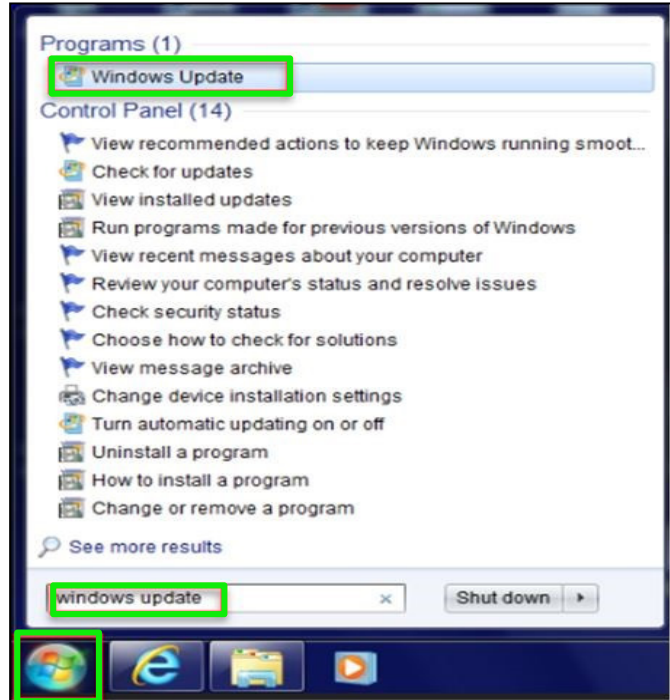 Programs (1)
Windows Update
Control Panel (14)
View recommended actions to keep Windows running smoot...
Check for updates
View installed updates
Run programs made for previous versions of Windows
View recent messages about your computer
Review your computer's status and resolve issues
Check security status
Choose how to check for solutions
View message archive
Change device installation settings
Turn automatic updating on or off
Uninstall a program
How to install a program
Change or remove a program
See more results
windows update
Shut down